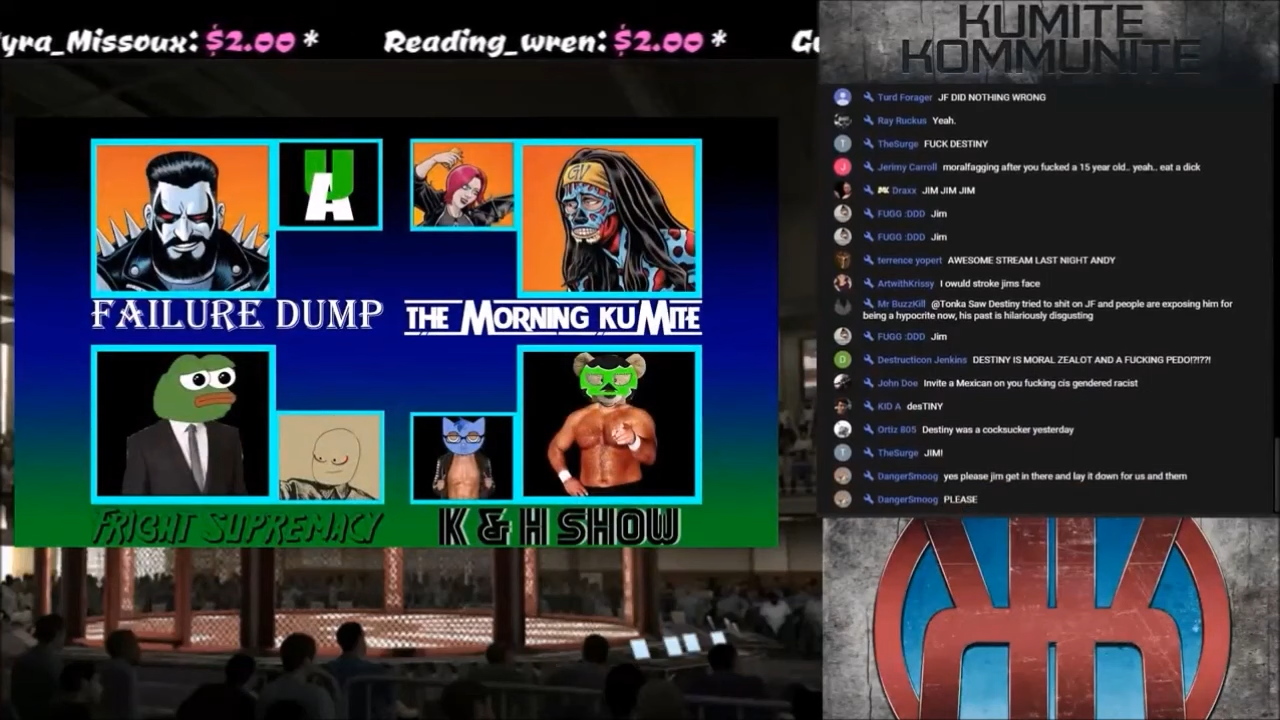 yra_Missoux: $2.00 * Reading_wren: $2.00 * Gu
KUMITE
KOMMUNITE
Turd Forager JF DID NOTHING WRONG
Ray Ruckus Yeah.
TheSurge FUCK DESTINY
Jerimy Carroll moralfagging after you fucked a 15 year old.. yeah.. eat a dick
Draxx JIM JIM JIM
FUGG :DDD Jim
FUGG :DDD Jim
terrence yopert AWESOME STREAM LAST NIGHT ANDY
ArtwithKrissy I owuld stroke jims face
Mr BuzzKill @Tonka Saw Destiny tried to shit on JF and people are exposing him for
being a hypocrite now, his past is hilariously disgusting
FUGG :DDD Jim
Destructicon Jenkins DESTINY IS MORAL ZEALOT AND A FUCKING PEDO!?!??!
John Doe Invite a Mexican on you fucking cis gendered racist
KID A desTINY
Ortiz 805 Destiny was a cocksucker yesterday
TheSurge JIM!
DangerSmoog yes please jim get in there and lay it down for us and them
DangerSmoog PLEASE
UA
GV
FAILURE DUMP
THE MORNING KUMITE
FRIGHT SUPREMACY
K & H SHOW
KK